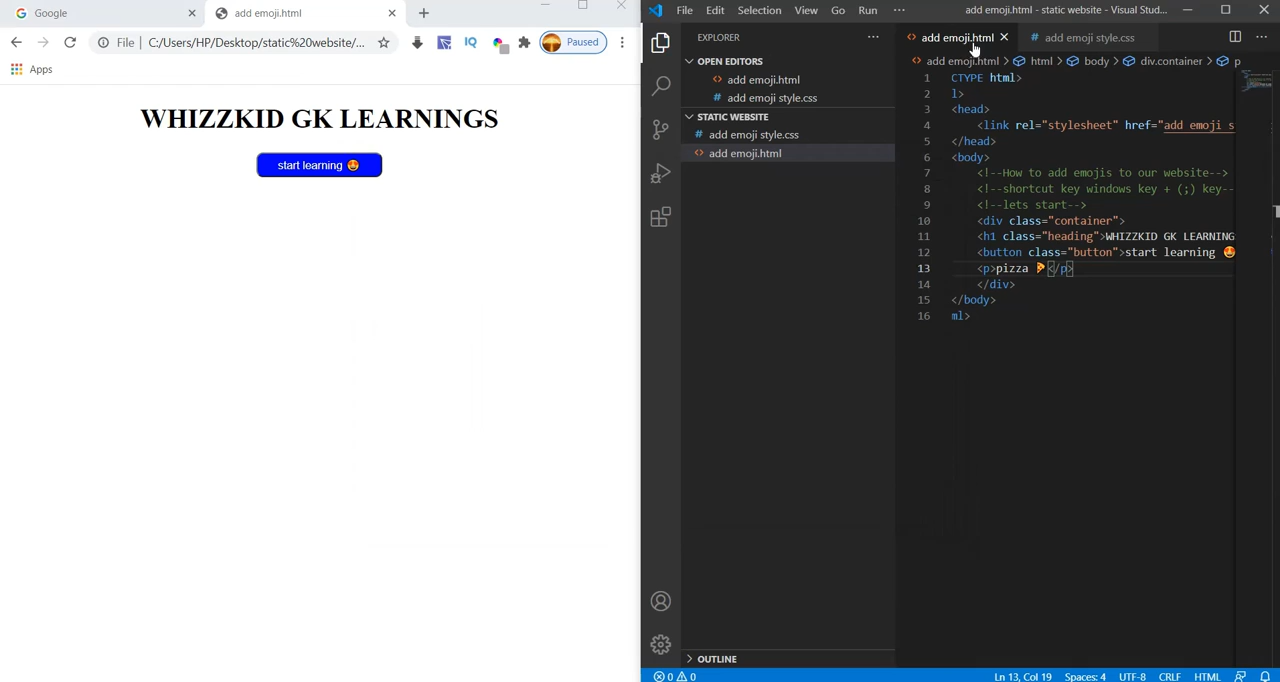 Google
add emoji.html
File
C:/Users/HP/Desktop/static%20website/...
IQ
Paused
Apps
WHIZZKID GK LEARNINGS
start learning 🤩
File Edit Selection View Go Run ···
add emoji.html - static website - Visual Stud...
EXPLORER
OPEN EDITORS
<> add emoji.html
# add emoji style.css
STATIC WEBSITE
# add emoji style.css
<> add emoji.html
OUTLINE
<> add emoji.html
# add emoji style.css
<> add emoji.html > html > body > div.container > p
1 CTYPE html>
2 l>
3 <head>
4 <link rel="stylesheet" href="add emoji s
5 </head>
6 <body>
7 <!--How to add emojis to our website-->
8 <!--shortcut key windows key + (;) key--
9 <!--lets start-->
10 <div class="container">
11 <h1 class="heading">WHIZZKID GK LEARNING
12 <button class="button">start learning 🤩
13 <p>pizza 🍕</p>
14 </div>
15 </body>
16 ml>
0 0
Ln 13, Col 19 Spaces: 4 UTF-8 CRLF HTML